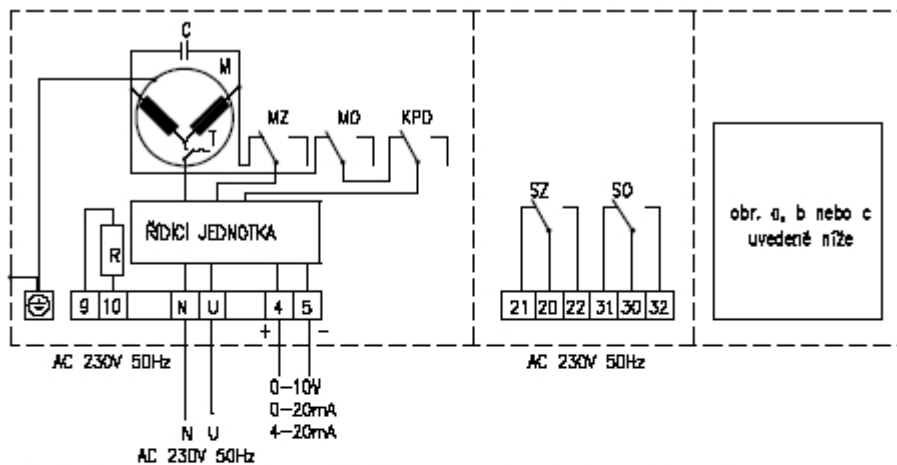 C
M
T
MZ MO KPD
SZ SO
ŘÍDÍCÍ JEDNOTKA
R
obr. a, b nebo c
uvedené níže
9 10 N U 4 5
21 20 22 31 30 32
+ −
AC 230V 50Hz
AC 230V 50Hz
0−10V
0−20mA
4−20mA
N U
AC 230V 50Hz